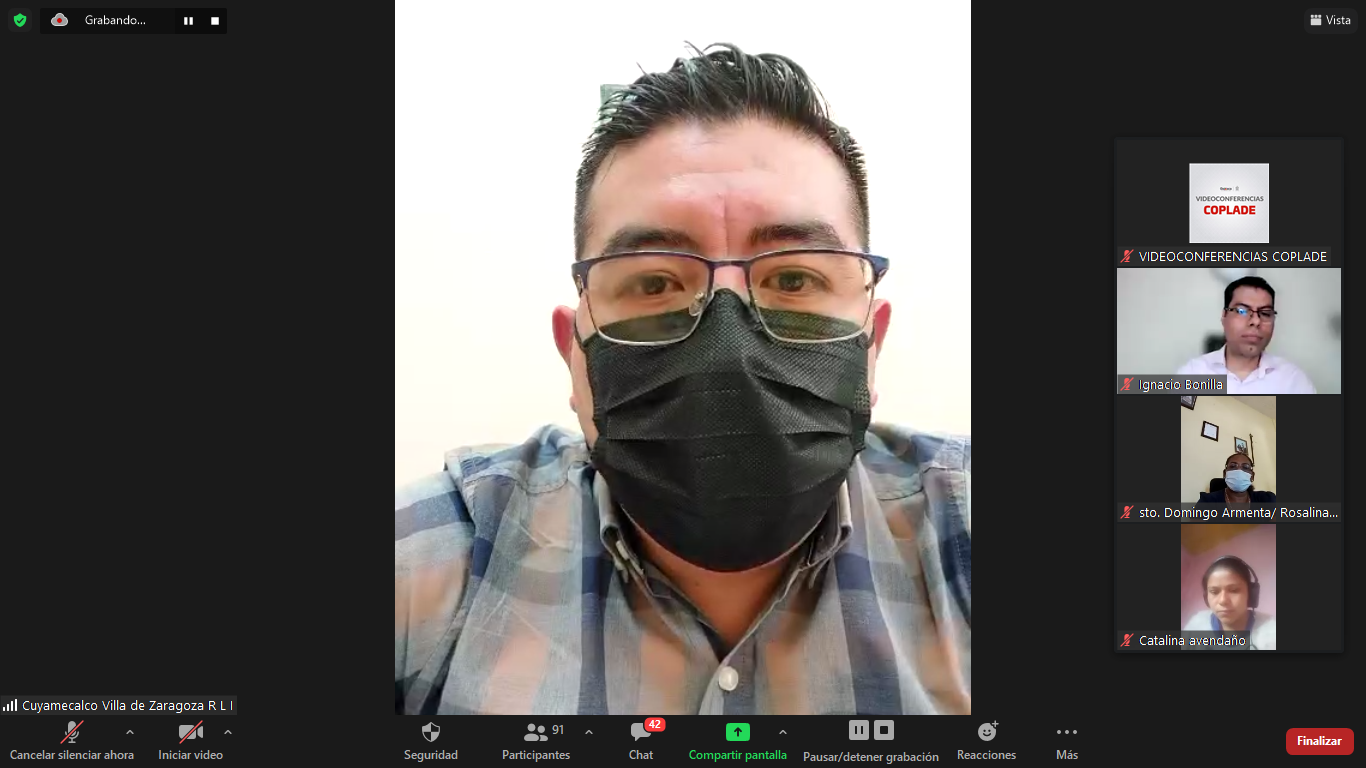 Grabando...
Vista
VIDEOCONFERENCIAS
COPLADE
VIDEOCONFERENCIAS COPLADE
Ignacio Bonilla
sto. Domingo Armenta/ Rosalina...
Catalina avendaño
Cuyamecalco Villa de Zaragoza R L I
91
42
Cancelar silenciar ahora
Iniciar video
Seguridad
Participantes
Chat
Compartir pantalla
Pausar/detener grabación
Reacciones
Más
Finalizar